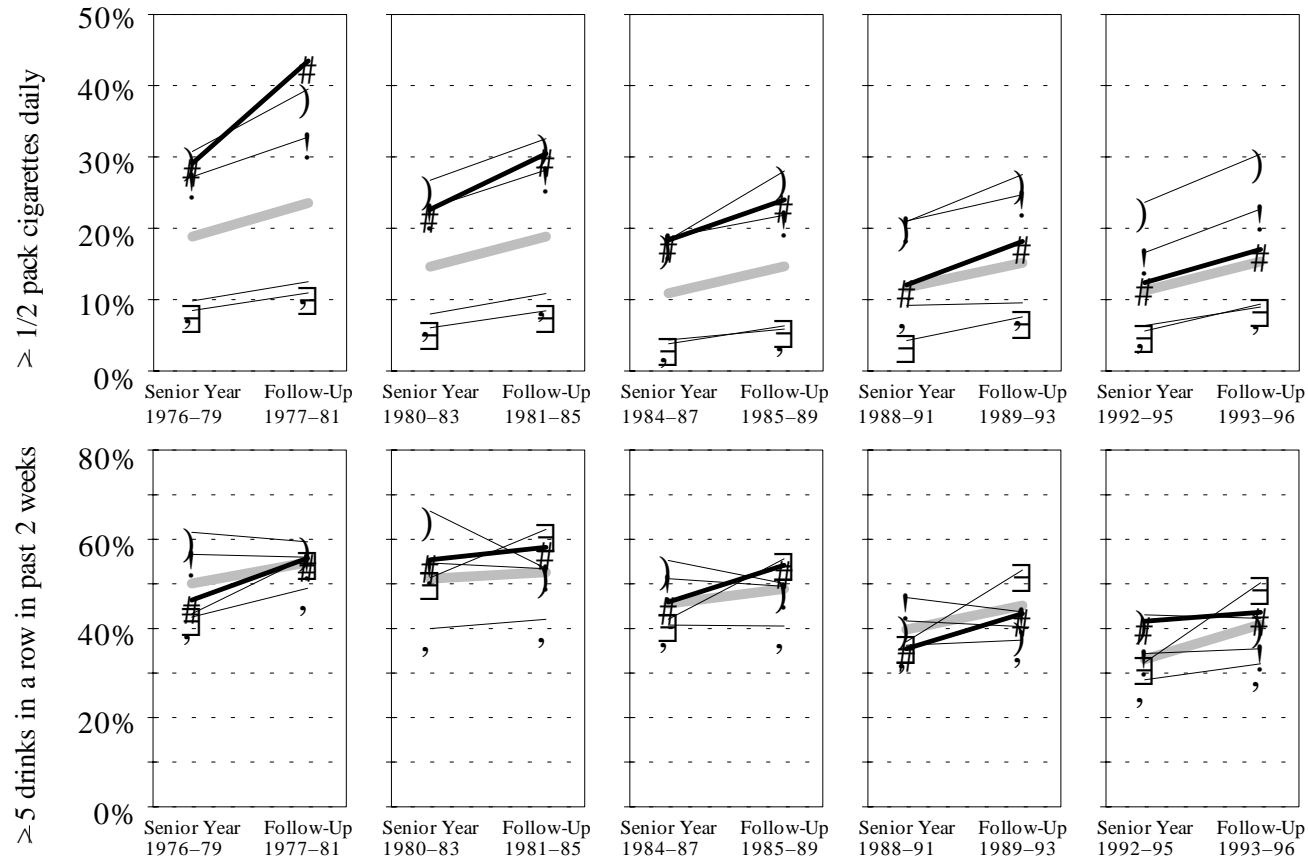 50%
40%
30%
20%
10%
0%
> 1/2 pack cigarettes daily
Senior Year Follow-Up Senior Year Follow-Up Senior Year Follow-Up Senior Year Follow-Up Senior Year Follow-Up
1976–79 1977–81 1980–83 1981–85 1984–87 1985–89 1988–91 1989–93 1992–95 1993–96
80%
60%
40%
20%
0%
> 5 drinks in a row in past 2 weeks
Senior Year Follow-Up Senior Year Follow-Up Senior Year Follow-Up Senior Year Follow-Up Senior Year Follow-Up
1976–79 1977–81 1980–83 1981–85 1984–87 1985–89 1988–91 1989–93 1992–95 1993–96